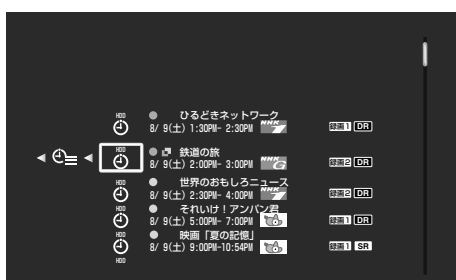 HDD
● ひるどきネットワーク
8/ 9(土) 1:30PM- 2:30PM NHK 録画1 DR
HDD
● 鉄道の旅
8/ 9(土) 2:00PM- 3:00PM NHK G 録画2 DR
HDD
● 世界のおもしろニュース
8/ 9(土) 2:30PM- 4:00PM NHK 録画2 DR
HDD
● それいけ！アンパン君
8/ 9(土) 5:00PM- 7:00PM 録画1 DR
HDD
● 映画「夏の記憶」
8/ 9(土) 9:00PM-10:54PM 録画1 SR
HDD